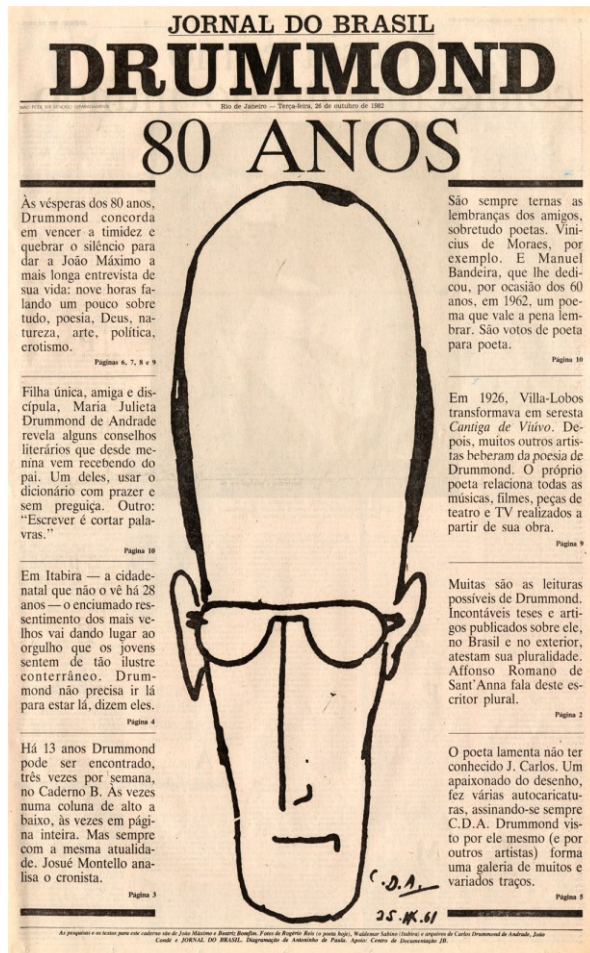 JORNAL DO BRASIL
DRUMMOND
Rio de Janeiro — Terça-feira, 26 de outubro de 1982
80 ANOS
Às vésperas dos 80 anos,
Drummond concorda
em vencer a timidez e
quebrar o silêncio para
dar a João Máximo a
mais longa entrevista de
sua vida: nove horas fa-
lando um pouco sobre
tudo, poesia, Deus, na-
tureza, arte, política,
erotismo.
Páginas 6, 7, 8 e 9
Filha única, amiga e dis-
cípula, Maria Julieta
Drummond de Andrade
revela alguns conselhos
literários que desde me-
nina vem recebendo do
pai. Um deles, usar o
dicionário com prazer e
sem preguiça. Outro:
“Escrever é cortar pala-
vras.”
Página 10
Em Itabira — a cidade-
natal que não o vê há 28
anos — o enciumado res-
sentimento dos mais ve-
lhos vai dando lugar ao
orgulho que os jovens
sentem de tão ilustre
conterrâneo. Drum-
mond não precisa ir lá
para estar lá, dizem eles.
Página 4
Há 13 anos Drummond
pode ser encontrado,
três vezes por semana,
no Caderno B. Às vezes
numa coluna de alto a
baixo, às vezes em pági-
na inteira. Mas sempre
com a mesma atualida-
de. Josué Montello ana-
lisa o cronista.
Página 3
São sempre ternas as
lembranças dos amigos,
sobretudo poetas. Vini-
cius de Moraes, por
exemplo. E Manuel
Bandeira, que lhe dedi-
cou, por ocasião dos 60
anos, em 1962, um poe-
ma que vale a pena lem-
brar. São votos de poeta
para poeta.
Página 10
Em 1926, Villa-Lobos
transformava em seresta
Cantiga de Viúvo. De-
pois, muitos outros artis-
tas beberam da poesia de
Drummond. O próprio
poeta relaciona todas as
músicas, filmes, peças de
teatro e TV realizados a
partir de sua obra.
Página 9
Muitas são as leituras
possíveis de Drummond.
Incontáveis teses e arti-
gos publicados sobre ele,
no Brasil e no exterior,
atestam sua pluralidade.
Affonso Romano de
Sant'Anna fala deste es-
critor plural.
Página 2
O poeta lamenta não ter
conhecido J. Carlos. Um
apaixonado do desenho,
fez várias autocaricatu-
ras, assinando-se sempre
C.D.A. Drummond vis-
to por ele mesmo (e por
outros artistas) forma
uma galeria de muitos e
variados traços.
Página 5
C.D.A.
25.IX.61
As pesquisas e os textos para este caderno são de João Máximo e Beatriz Bomfim. Fotos de Rogério Reis (o poeta hoje), Waldemar Sabino (Itabira) e arquivos de Carlos Drummond de Andrade, João
Condé e JORNAL DO BRASIL. Diagramação de Antoninho de Paula. Apoio: Centro de Documentação JB.